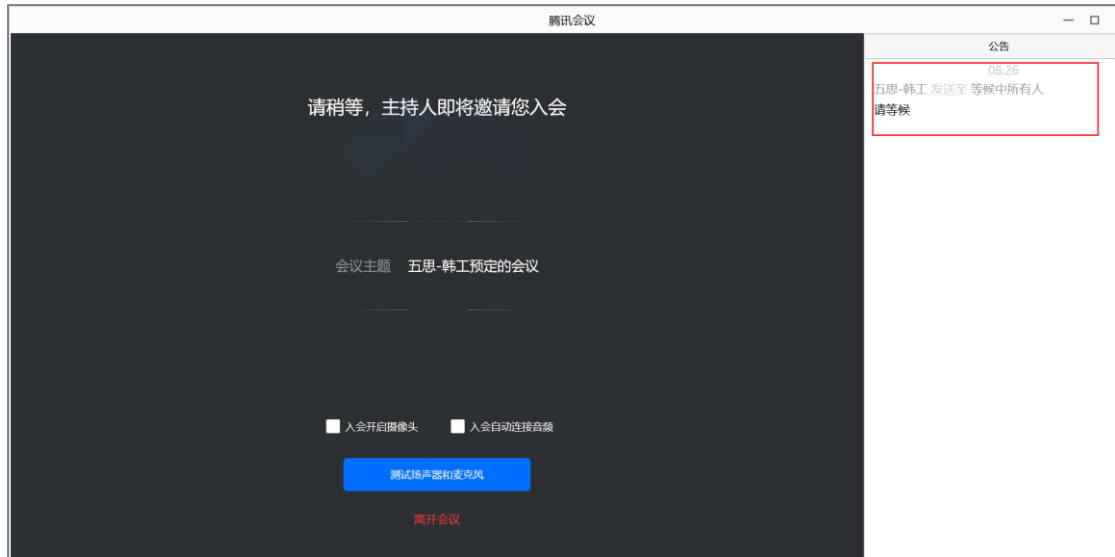 腾讯会议
公告
08:26
五思-韩工 发送至 等候中所有人
请等候
请稍等，主持人即将邀请您入会
会议主题 五思-韩工预定的会议
入会开启摄像头 入会自动连接音频
测试扬声器和麦克风
离开会议